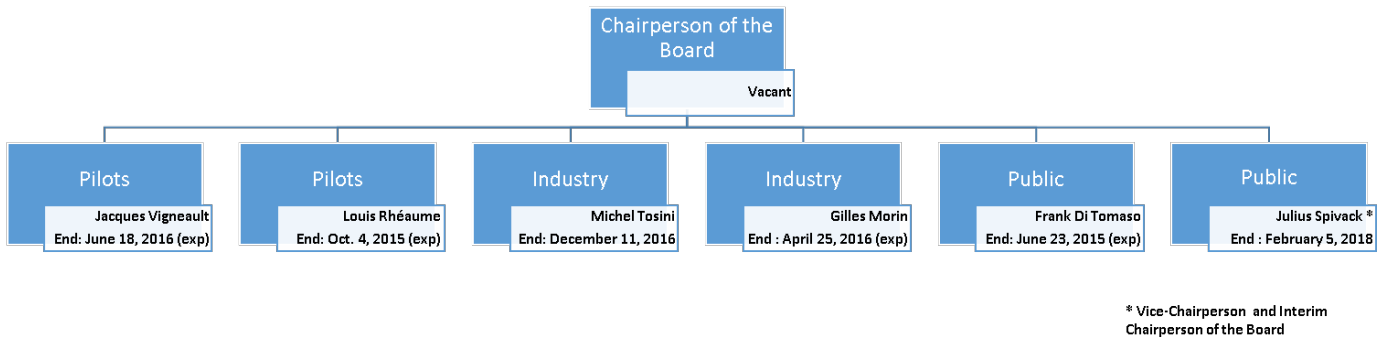 Chairperson of the
Board
Vacant
Pilots
Jacques Vigneault
End: June 18, 2016 (exp)
Pilots
Louis Rhéaume
End: Oct. 4, 2015 (exp)
Industry
Michel Tosini
End: December 11, 2016
Industry
Gilles Morin
End : April 25, 2016 (exp)
Public
Frank Di Tomaso
End: June 23, 2015 (exp)
Public
Julius Spivack *
End : February 5, 2018
* Vice-Chairperson and Interim
Chairperson of the Board